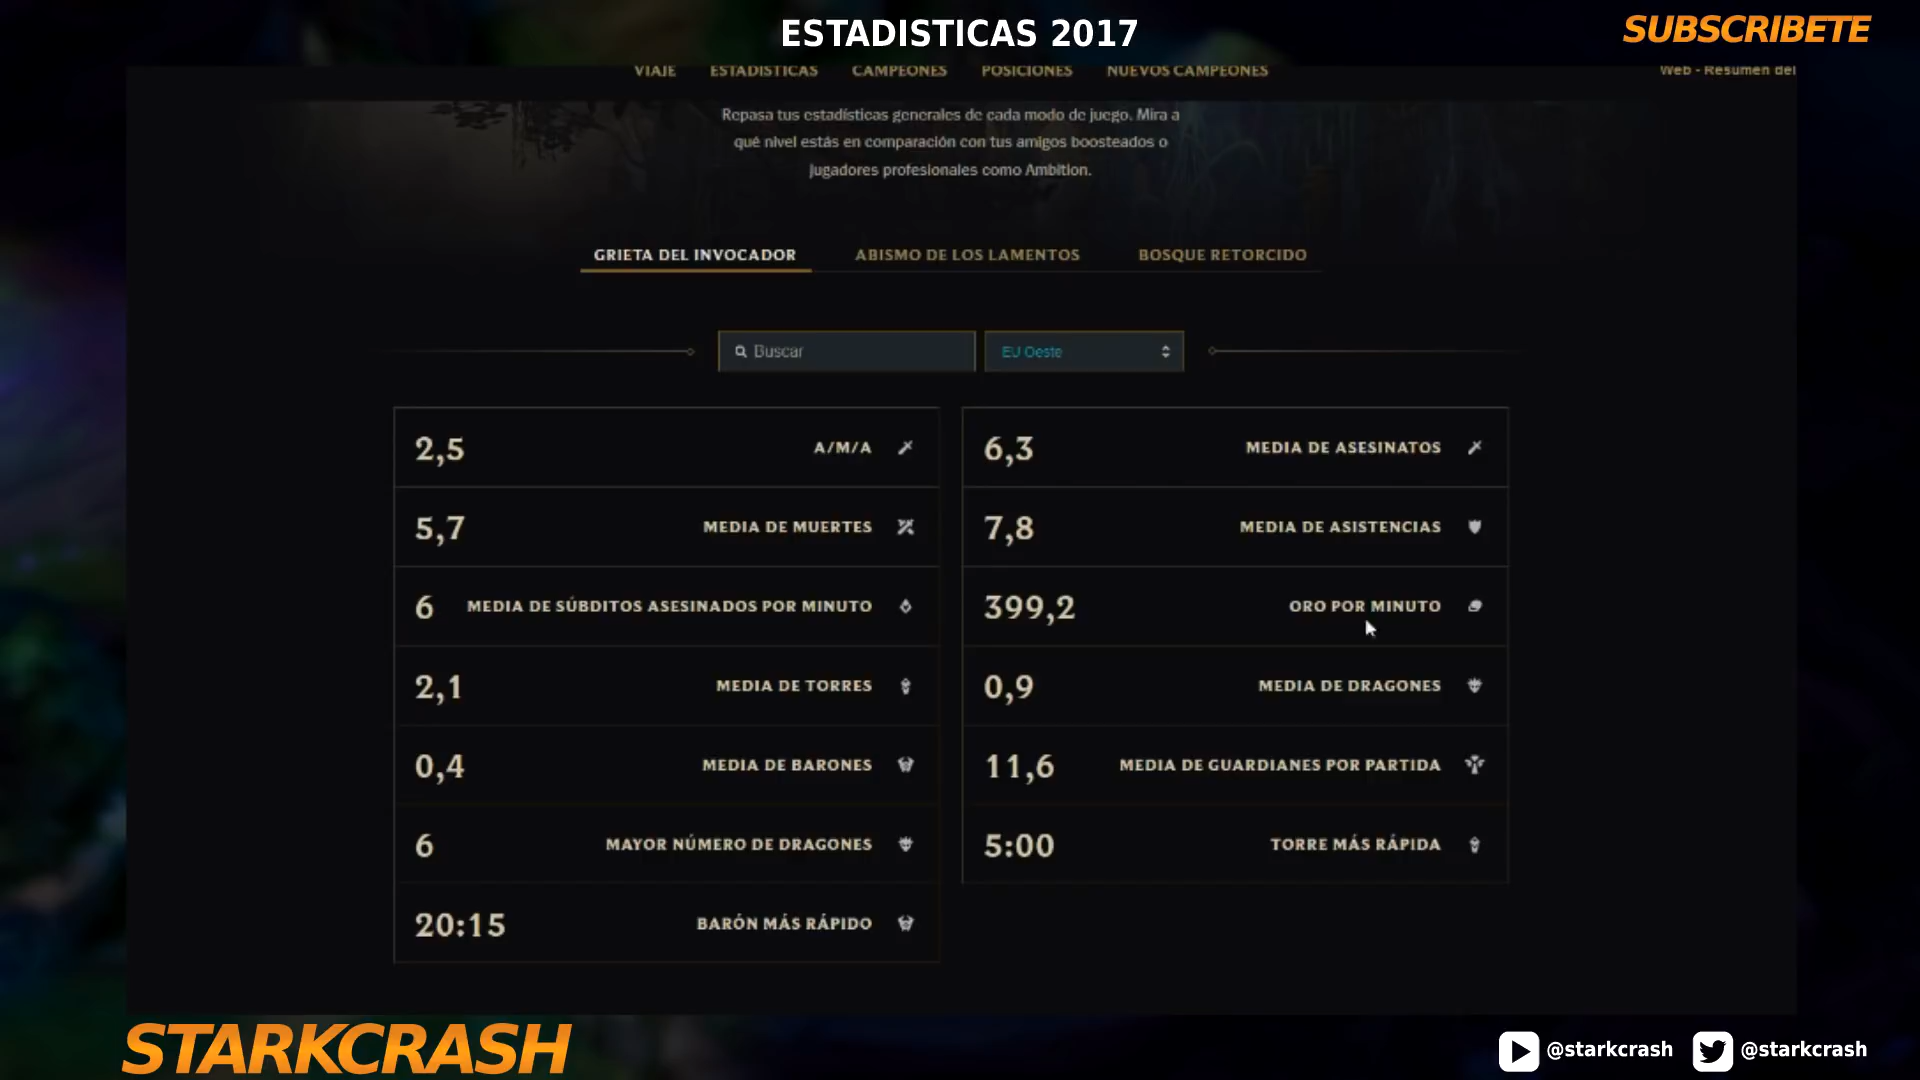 ESTADISTICAS 2017
SUBSCRIBETE
VIAJE ESTADÍSTICAS CAMPEONES POSICIONES NUEVOS CAMPEONES
Web - Resumen del
Repasa tus estadísticas generales de cada modo de juego. Mira a
qué nivel estás en comparación con tus amigos boosteados o
jugadores profesionales como Ambition.
GRIETA DEL INVOCADOR ABISMO DE LOS LAMENTOS BOSQUE RETORCIDO
Buscar EU Oeste
2,5 A/M/A
6,3 MEDIA DE ASESINATOS
5,7 MEDIA DE MUERTES
7,8 MEDIA DE ASISTENCIAS
6 MEDIA DE SÚBDITOS ASESINADOS POR MINUTO
399,2 ORO POR MINUTO
2,1 MEDIA DE TORRES
0,9 MEDIA DE DRAGONES
0,4 MEDIA DE BARONES
11,6 MEDIA DE GUARDIANES POR PARTIDA
6 MAYOR NÚMERO DE DRAGONES
5:00 TORRE MÁS RÁPIDA
20:15 BARÓN MÁS RÁPIDO
STARKCRASH
@starkcrash @starkcrash